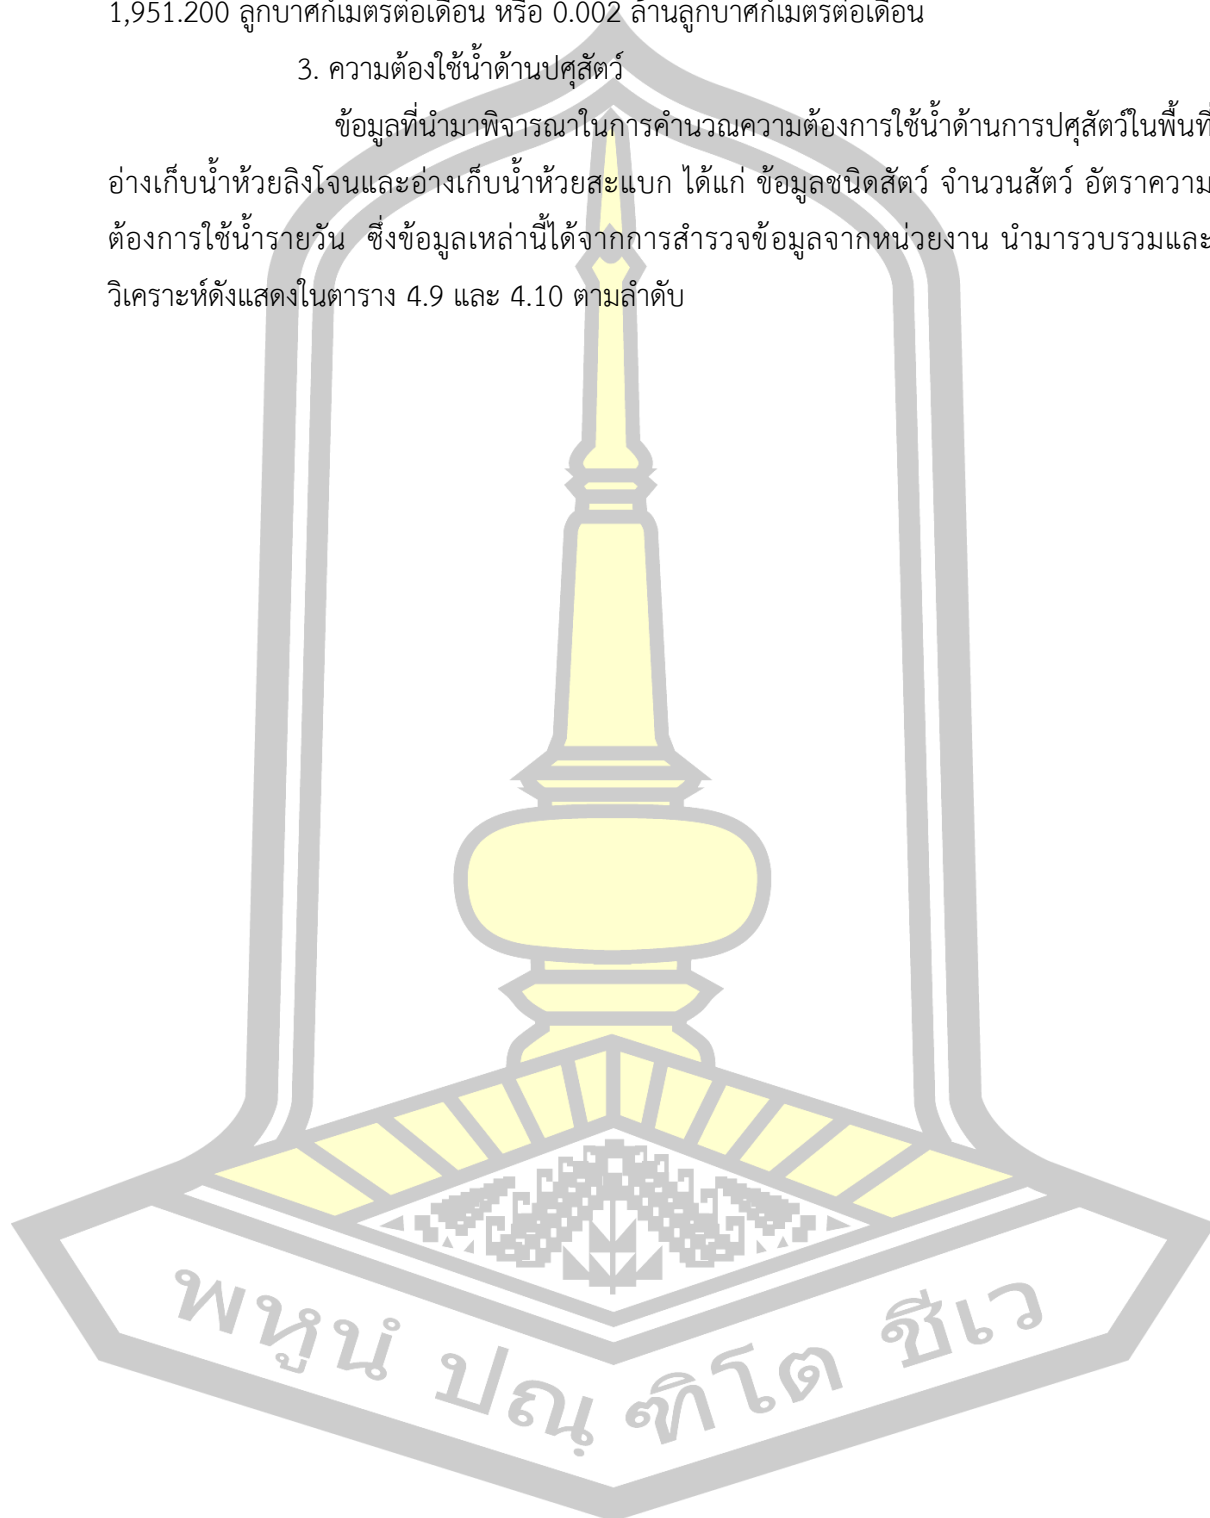 1,951.200 ลูกบาศก์เมตรต่อเดือน หรือ 0.002 ล้านลูกบาศก์เมตรต่อเดือน
3. ความต้องใช้น้ำด้านปศุสัตว์
ข้อมูลที่นำมาพิจารณาในการคำนวณความต้องการใช้น้ำด้านการปศุสัตว์ในพื้นที่
อ่างเก็บน้ำห้วยลิงโจนและอ่างเก็บน้ำห้วยสะแบก ได้แก่ ข้อมูลชนิดสัตว์ จำนวนสัตว์ อัตราความ
ต้องการใช้น้ำรายวัน ซึ่งข้อมูลเหล่านี้ได้จากการสำรวจข้อมูลจากหน่วยงาน นำมารวบรวมและ
วิเคราะห์ดังแสดงในตาราง 4.9 และ 4.10 ตามลำดับ
พหูนํ ปณฺฑิโต ชีเว